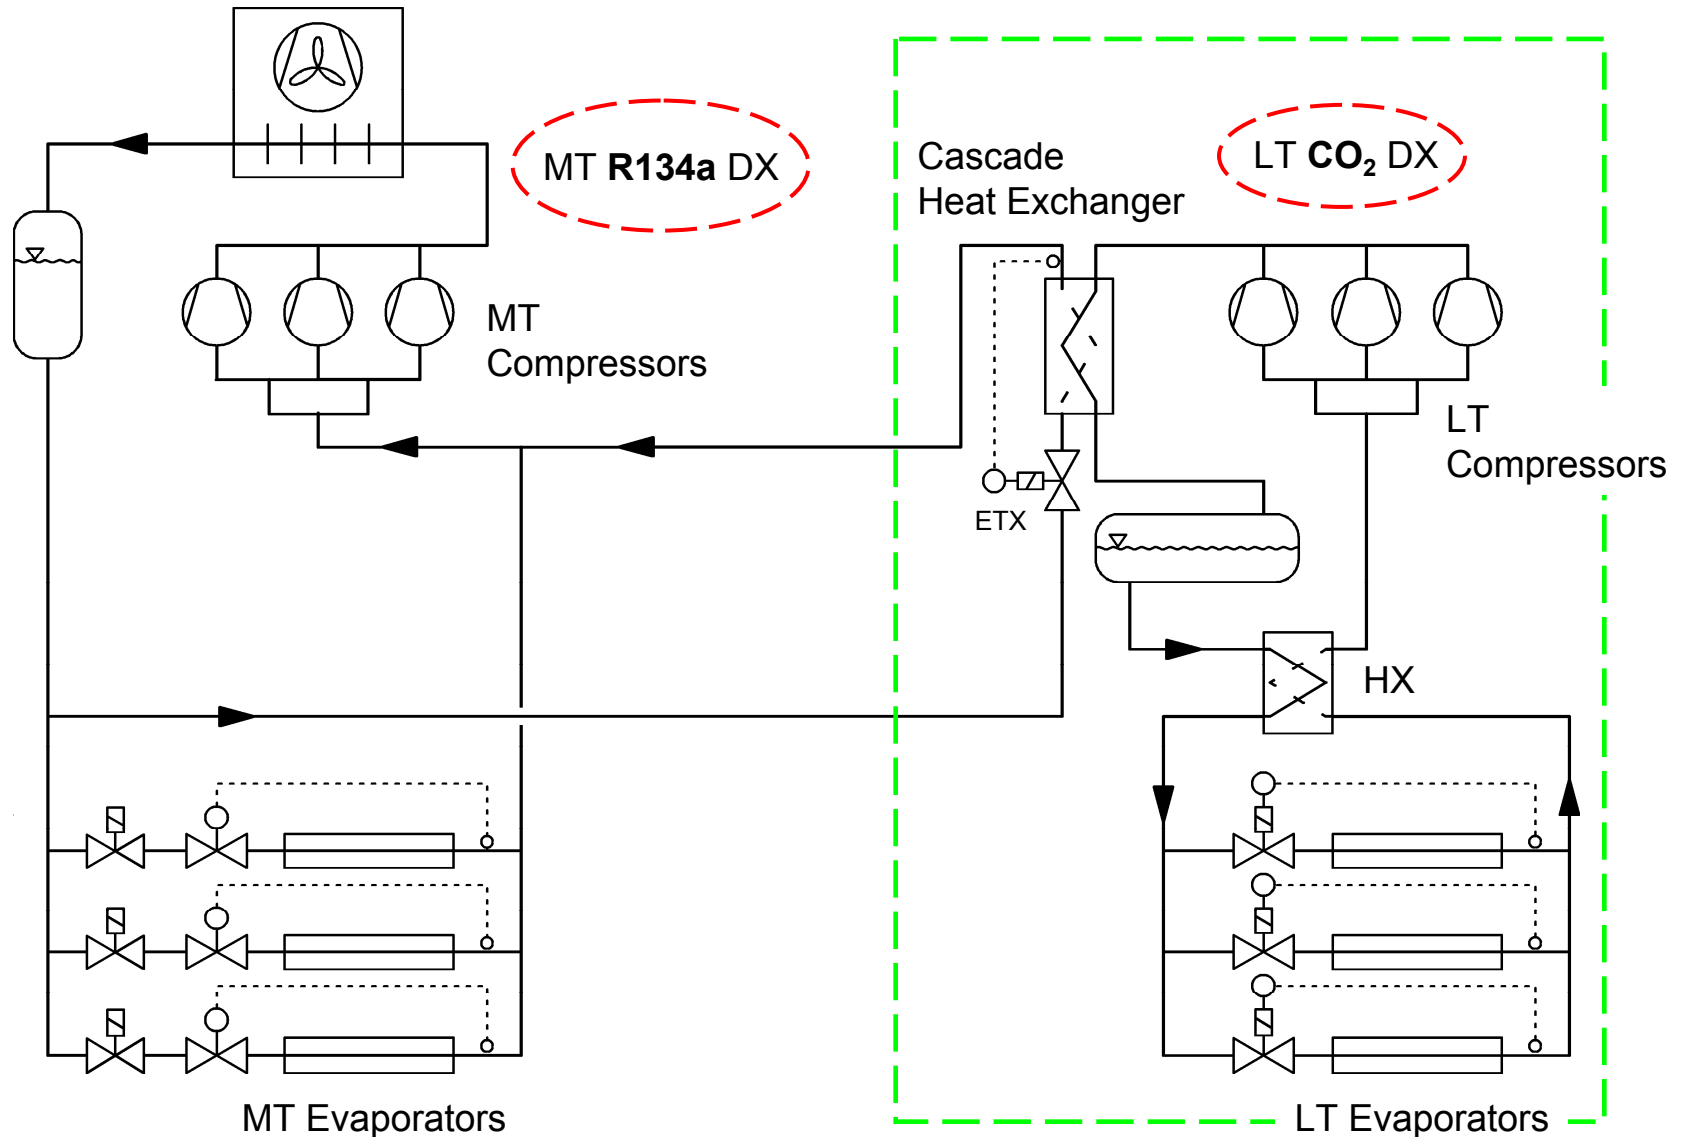 MT R134a DX
Cascade
Heat Exchanger
LT CO₂ DX
MT
Compressors
LT
Compressors
ETX
HX
MT Evaporators
LT Evaporators